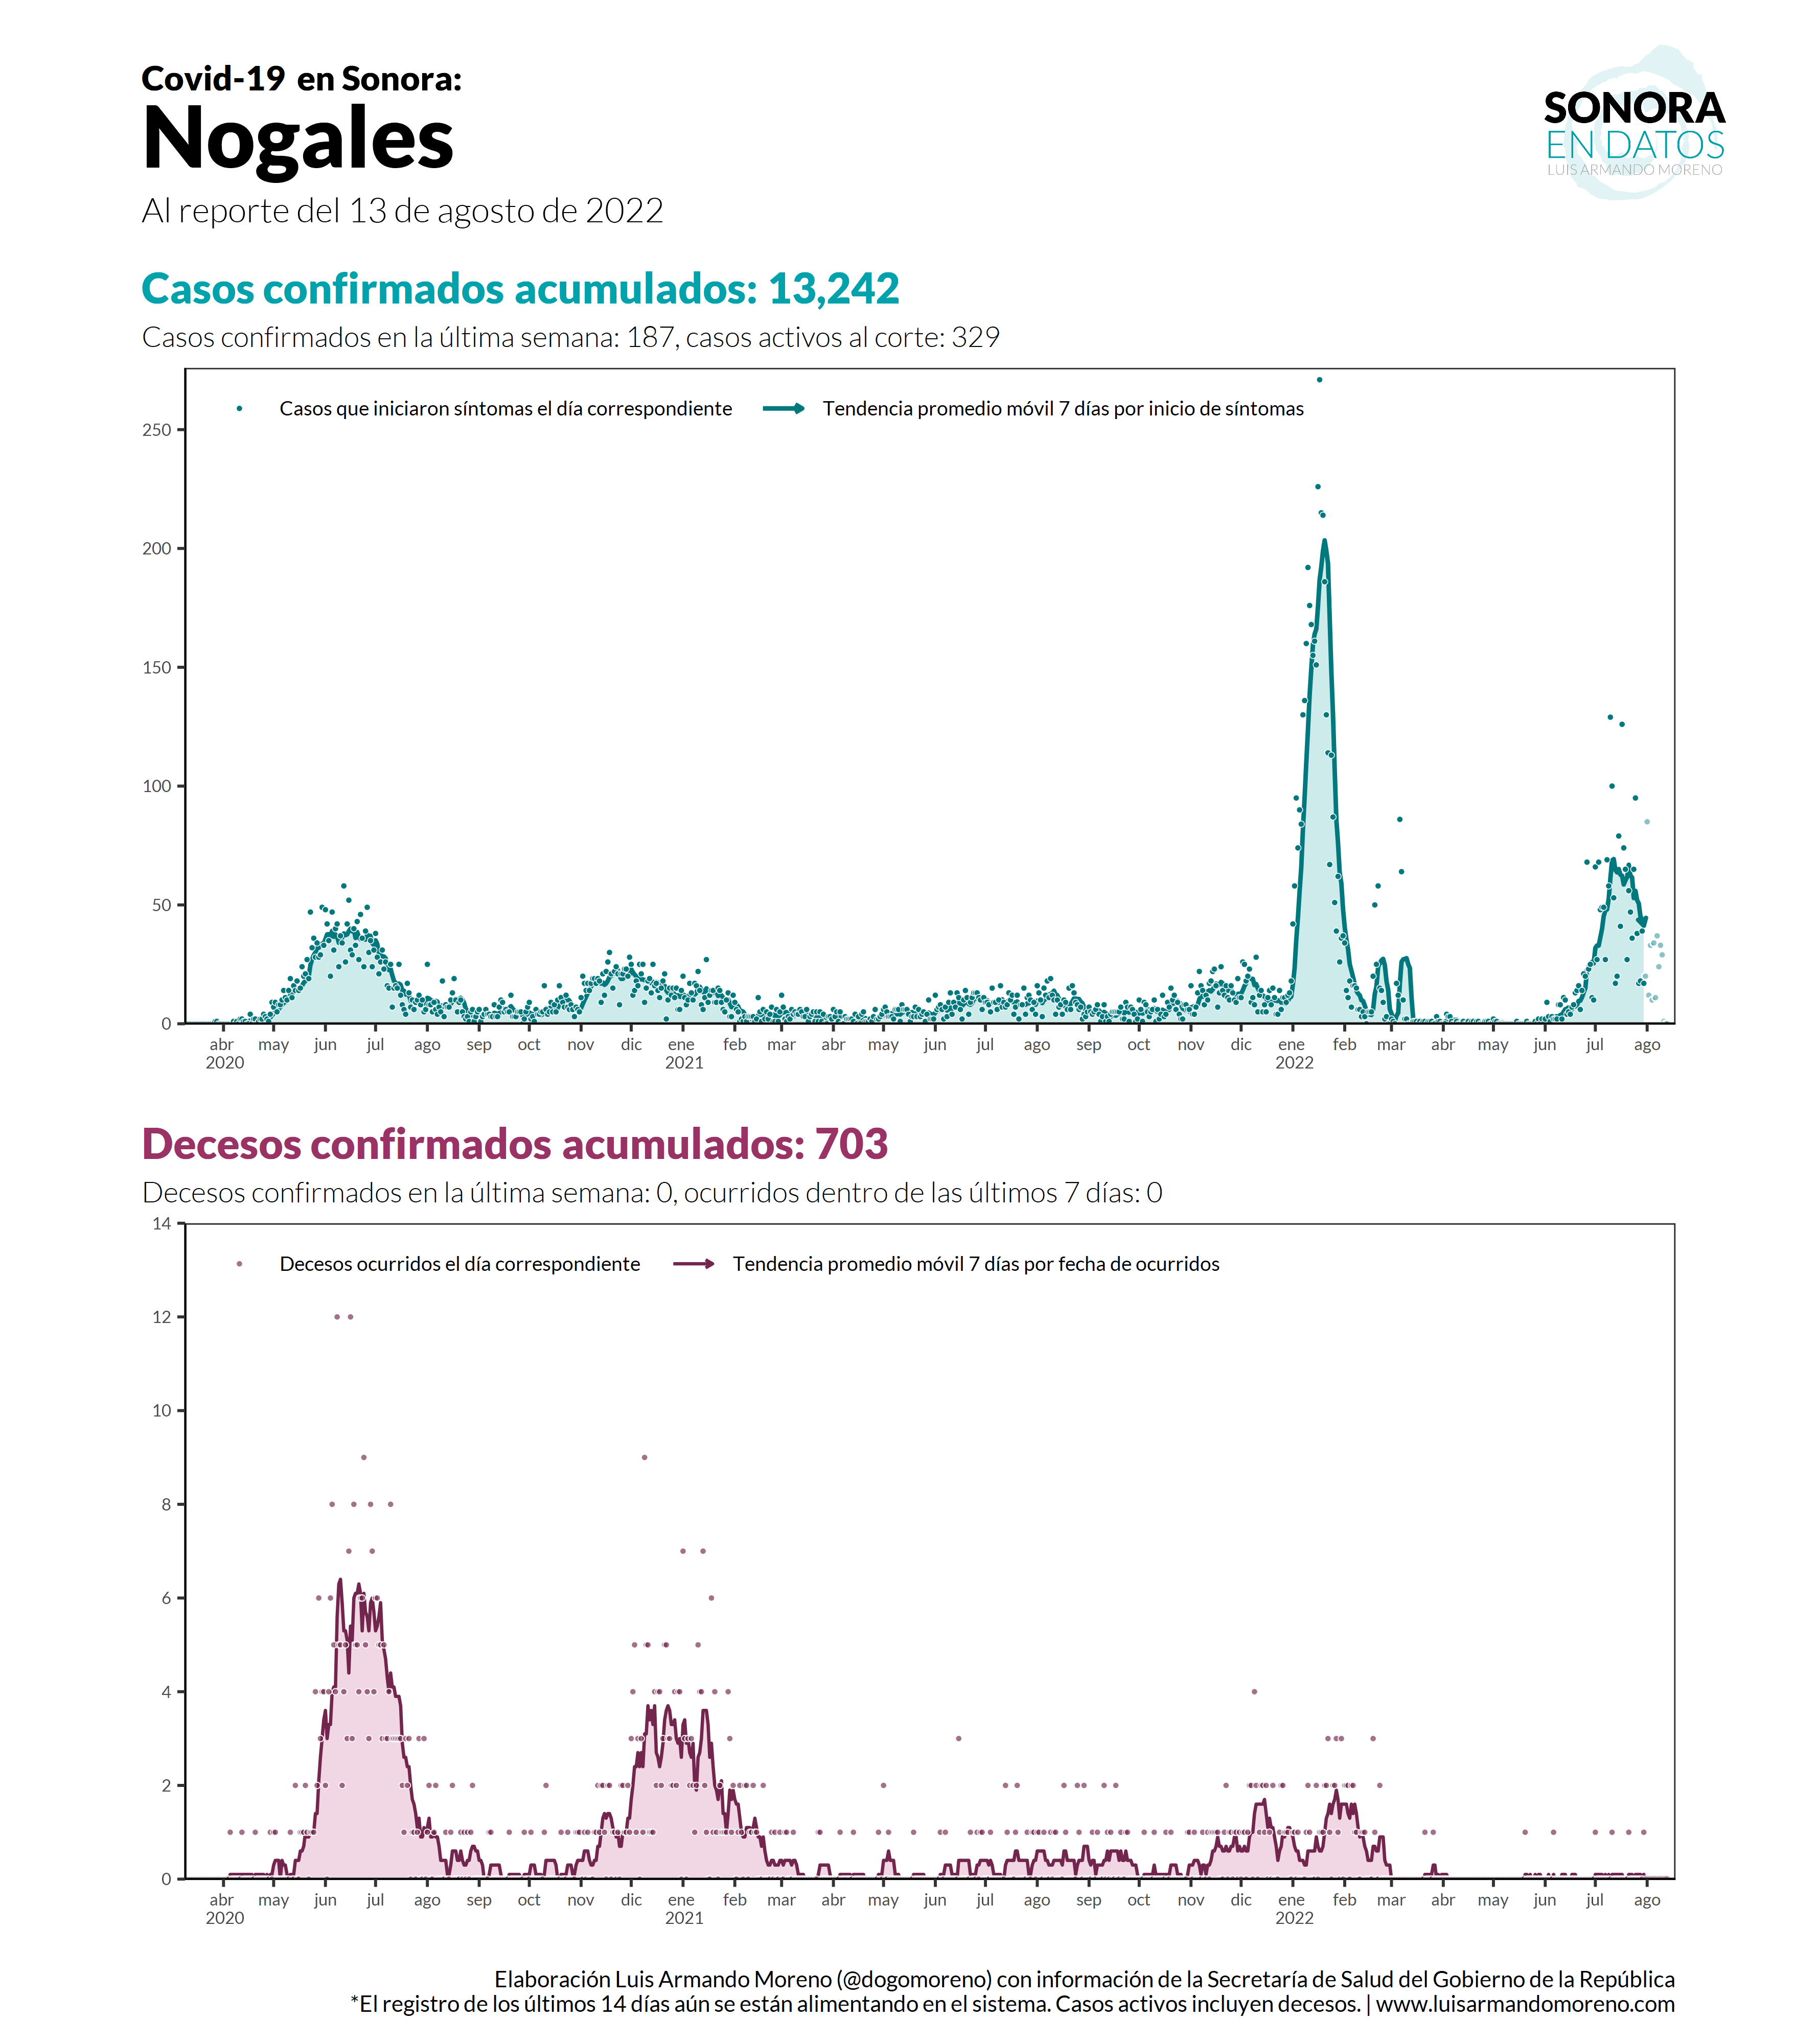 Covid-19 en Sonora:
Nogales
Al reporte del 13 de agosto de 2022
SONORA
EN DATOS
LUIS ARMANDO MORENO
Casos confirmados acumulados: 13,242
Casos confirmados en la última semana: 187, casos activos al corte: 329
Casos que iniciaron síntomas el día correspondiente Tendencia promedio móvil 7 días por inicio de síntomas
250
200
150
100
50
0
abr may jun jul ago sep oct nov dic ene feb mar abr may jun jul ago sep oct nov dic ene feb mar abr may jun jul ago
2020 2021 2022
Decesos confirmados acumulados: 703
Decesos confirmados en la última semana: 0, ocurridos dentro de las últimos 7 días: 0
14
Decesos ocurridos el día correspondiente Tendencia promedio móvil 7 días por fecha de ocurridos
12
10
8
6
4
2
0
abr may jun jul ago sep oct nov dic ene feb mar abr may jun jul ago sep oct nov dic ene feb mar abr may jun jul ago
2020 2021 2022
Elaboración Luis Armando Moreno (@dogomoreno) con información de la Secretaría de Salud del Gobierno de la República
*El registro de los últimos 14 días aún se están alimentando en el sistema. Casos activos incluyen decesos. | www.luisarmandomoreno.com